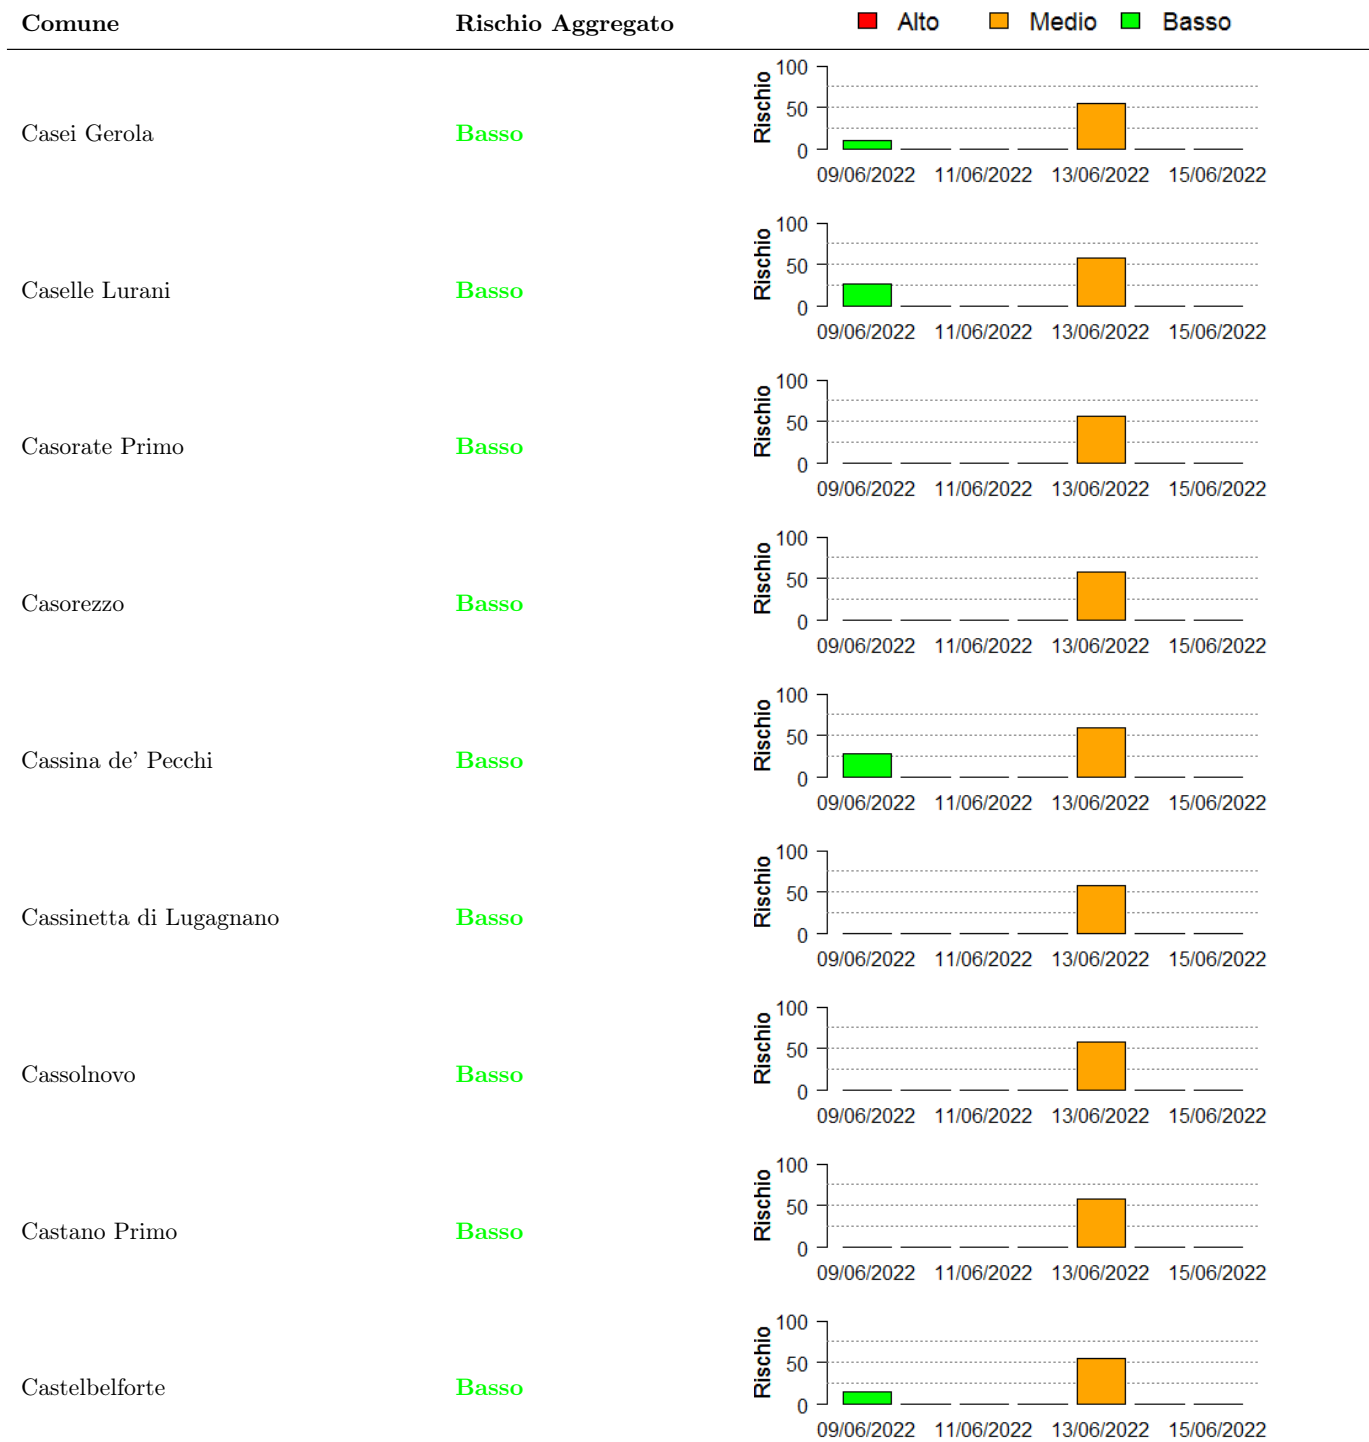 Comune Rischio Aggregato Alto Medio Basso
100
50
0
Rischio
Casei Gerola Basso
09/06/2022 11/06/2022 13/06/2022 15/06/2022
100
50
0
Rischio
Caselle Lurani Basso
09/06/2022 11/06/2022 13/06/2022 15/06/2022
100
50
0
Rischio
Casorate Primo Basso
09/06/2022 11/06/2022 13/06/2022 15/06/2022
100
50
0
Rischio
Casorezzo Basso
09/06/2022 11/06/2022 13/06/2022 15/06/2022
100
50
0
Rischio
Cassina de' Pecchi Basso
09/06/2022 11/06/2022 13/06/2022 15/06/2022
100
50
0
Rischio
Cassinetta di Lugagnano Basso
09/06/2022 11/06/2022 13/06/2022 15/06/2022
100
50
0
Rischio
Cassolnovo Basso
09/06/2022 11/06/2022 13/06/2022 15/06/2022
100
50
0
Rischio
Castano Primo Basso
09/06/2022 11/06/2022 13/06/2022 15/06/2022
100
50
0
Rischio
Castelbelforte Basso
09/06/2022 11/06/2022 13/06/2022 15/06/2022